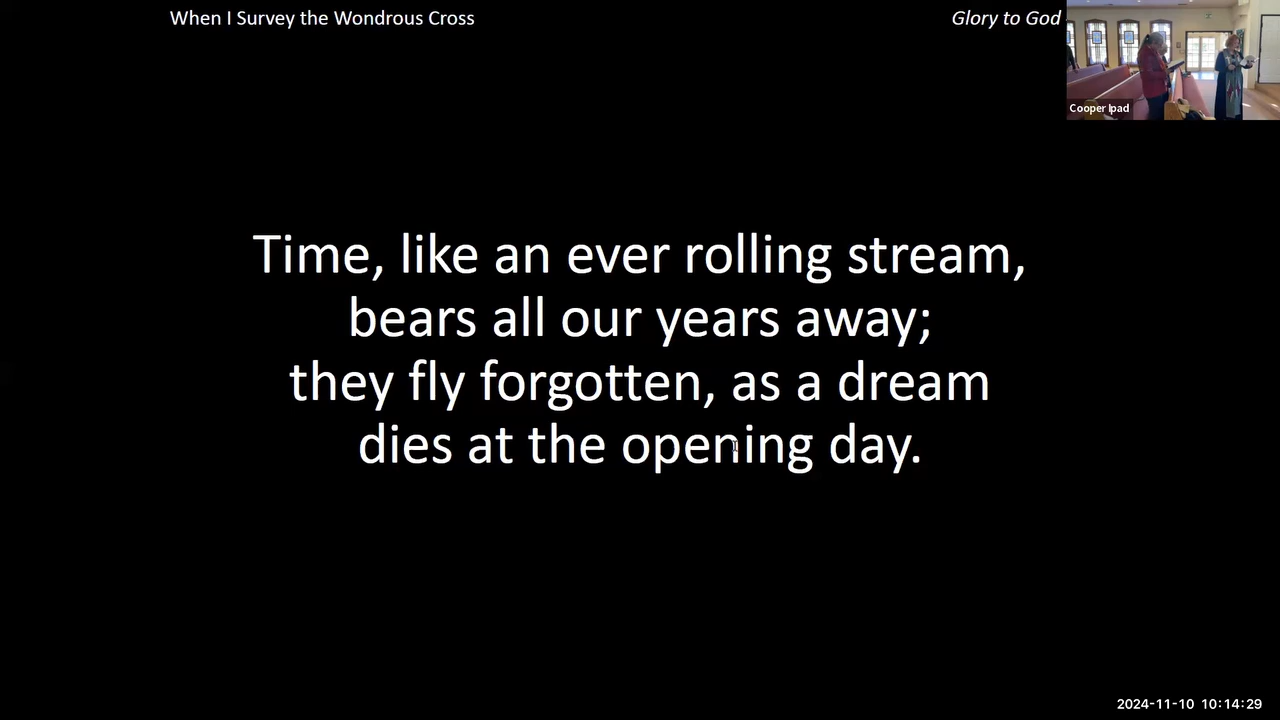 When I Survey the Wondrous Cross
Glory to God
Cooper Ipad
Time, like an ever rolling stream,
bears all our years away;
they fly forgotten, as a dream
dies at the opening day.
2024-11-10 10:14:29